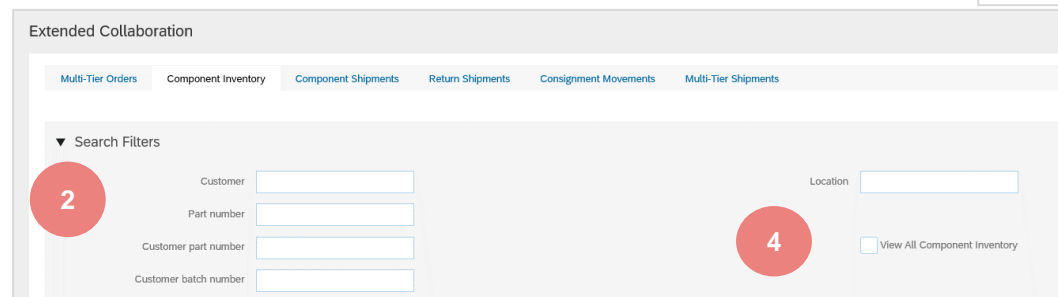 Extended Collaboration
Multi-Tier Orders Component Inventory Component Shipments Return Shipments Consignment Movements Multi-Tier Shipments
▼ Search Filters
2
Customer
Location
Part number
4
Customer part number
View All Component Inventory
Customer batch number